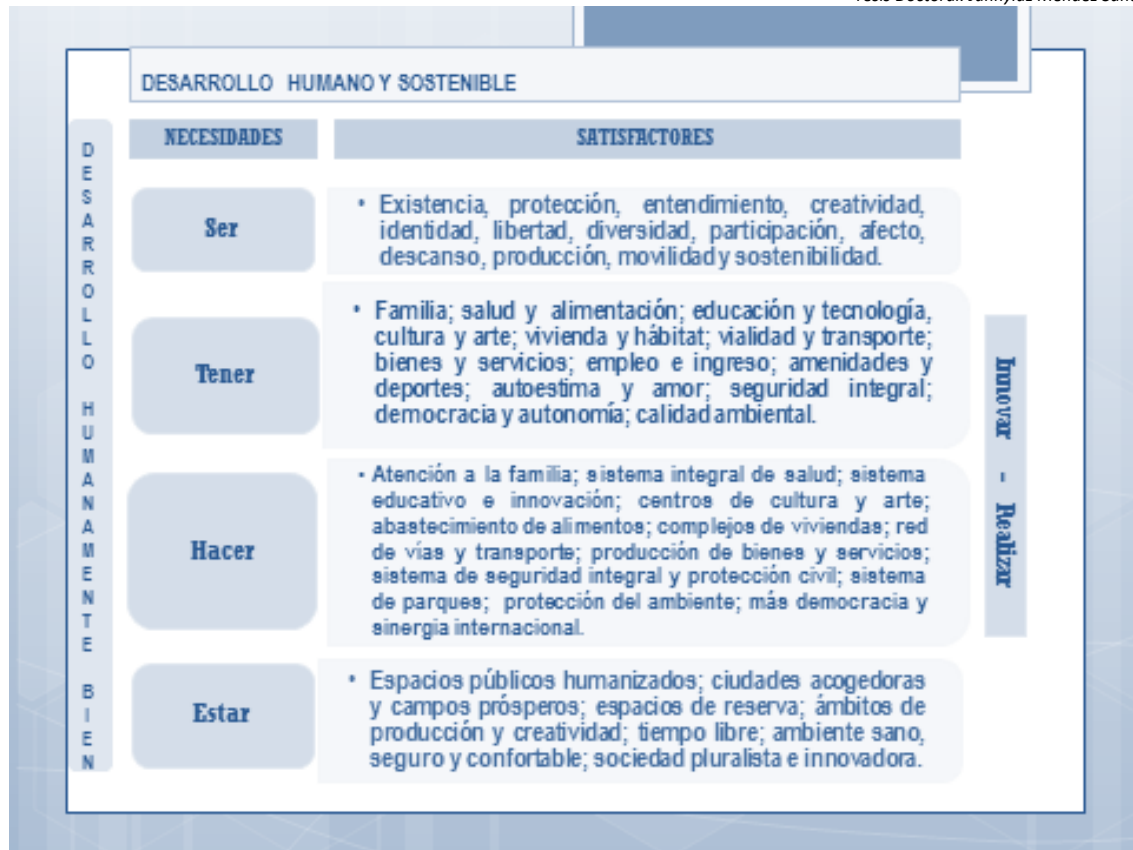 DESARROLLO HUMANO Y SOSTENIBLE
DESARROLLO HUMANAMENTE BIEN
NECESIDADES
SATISFACTORES
Ser
• Existencia, protección, entendimiento, creatividad,
identidad, libertad, diversidad, participación, afecto,
descanso, producción, movilidad y sostenibilidad.
Tener
• Familia; salud y alimentación; educación y tecnología,
cultura y arte; vivienda y hábitat; vialidad y transporte;
bienes y servicios; empleo e ingreso; amenidades y
deportes; autoestima y amor; seguridad integral;
democracia y autonomía; calidad ambiental.
Hacer
• Atención a la familia; sistema integral de salud; sistema
educativo e innovación; centros de cultura y arte;
abastecimiento de alimentos; complejos de viviendas; red
de vías y transporte; producción de bienes y servicios;
sistema de seguridad integral y protección civil; sistema
de parques; protección del ambiente; más democracia y
sinergia internacional.
Estar
• Espacios públicos humanizados; ciudades acogedoras
y campos prósperos; espacios de reserva; ámbitos de
producción y creatividad; tiempo libre; ambiente sano,
seguro y confortable; sociedad pluralista e innovadora.
Innovar - Realizar